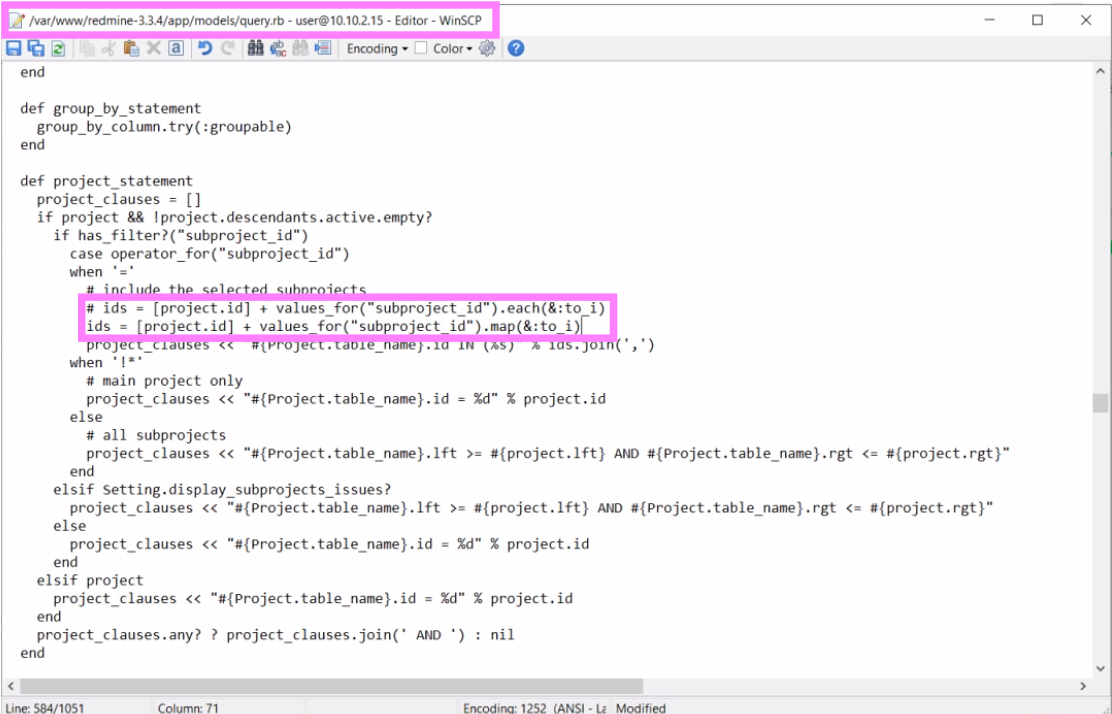 /var/www/redmine-3.3.4/app/models/query.rb - user@10.10.2.15 - Editor - WinSCP
Encoding Color
end
def group_by_statement
group_by_column.try(:groupable)
end
def project_statement
project_clauses = []
if project && !project.descendants.active.empty?
if has_filter?("subproject_id")
case operator_for("subproject_id")
when '='
# include the selected subprojects
# ids = [project.id] + values_for("subproject_id").each(&:to_i)
ids = [project.id] + values_for("subproject_id").map(&:to_i)
project_clauses << "#{Project.table_name}.id IN (%s)" % ids.join(',')
when '!*'
# main project only
project_clauses << "#{Project.table_name}.id = %d" % project.id
else
# all subprojects
project_clauses << "#{Project.table_name}.lft >= #{project.lft} AND #{Project.table_name}.rgt <= #{project.rgt}"
end
elsif Setting.display_subprojects_issues?
project_clauses << "#{Project.table_name}.lft >= #{project.lft} AND #{Project.table_name}.rgt <= #{project.rgt}"
else
project_clauses << "#{Project.table_name}.id = %d" % project.id
end
elsif project
project_clauses << "#{Project.table_name}.id = %d" % project.id
end
project_clauses.any? ? project_clauses.join(' AND ') : nil
end
Line: 584/1051 Column: 71 Encoding: 1252 (ANSI - La Modified